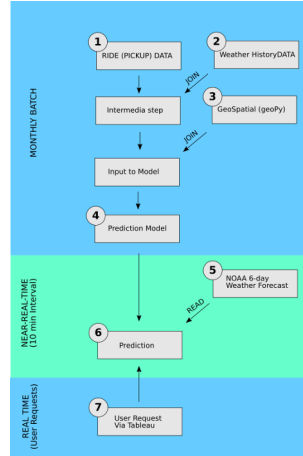 1
RIDE (PICKUP) DATA
2
Weather HistoryDATA
JOIN
Intermedia step
3
GeoSpatial (geoPy)
JOIN
Input to Model
4
Prediction Model
MONTHLY BATCH
5
NOAA 6-day
Weather Forecast
READ
6
Prediction
NEAR-REAL-TIME
(10 min Interval)
7
User Request
Via Tableau
REAL TIME
(User Requests)